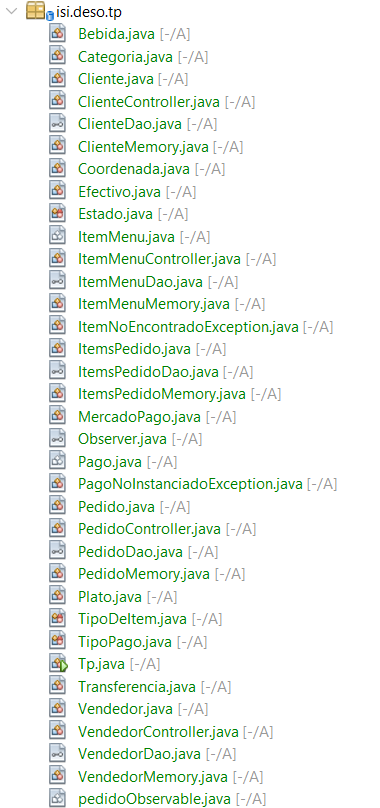 isi.deso.tp
Bebida.java [-/A]
Categoria.java [-/A]
Cliente.java [-/A]
ClienteController.java [-/A]
ClienteDao.java [-/A]
ClienteMemory.java [-/A]
Coordenada.java [-/A]
Efectivo.java [-/A]
Estado.java [-/A]
ItemMenu.java [-/A]
ItemMenuController.java [-/A]
ItemMenuDao.java [-/A]
ItemMenuMemory.java [-/A]
ItemNoEncontradoException.java [-/A]
ItemsPedido.java [-/A]
ItemsPedidoDao.java [-/A]
ItemsPedidoMemory.java [-/A]
MercadoPago.java [-/A]
Observer.java [-/A]
Pago.java [-/A]
PagoNoInstanciadoException.java [-/A]
Pedido.java [-/A]
PedidoController.java [-/A]
PedidoDao.java [-/A]
PedidoMemory.java [-/A]
Plato.java [-/A]
TipoDeItem.java [-/A]
TipoPago.java [-/A]
Tp.java [-/A]
Transferencia.java [-/A]
Vendedor.java [-/A]
VendedorController.java [-/A]
VendedorDao.java [-/A]
VendedorMemory.java [-/A]
pedidoObservable.java [-/A]